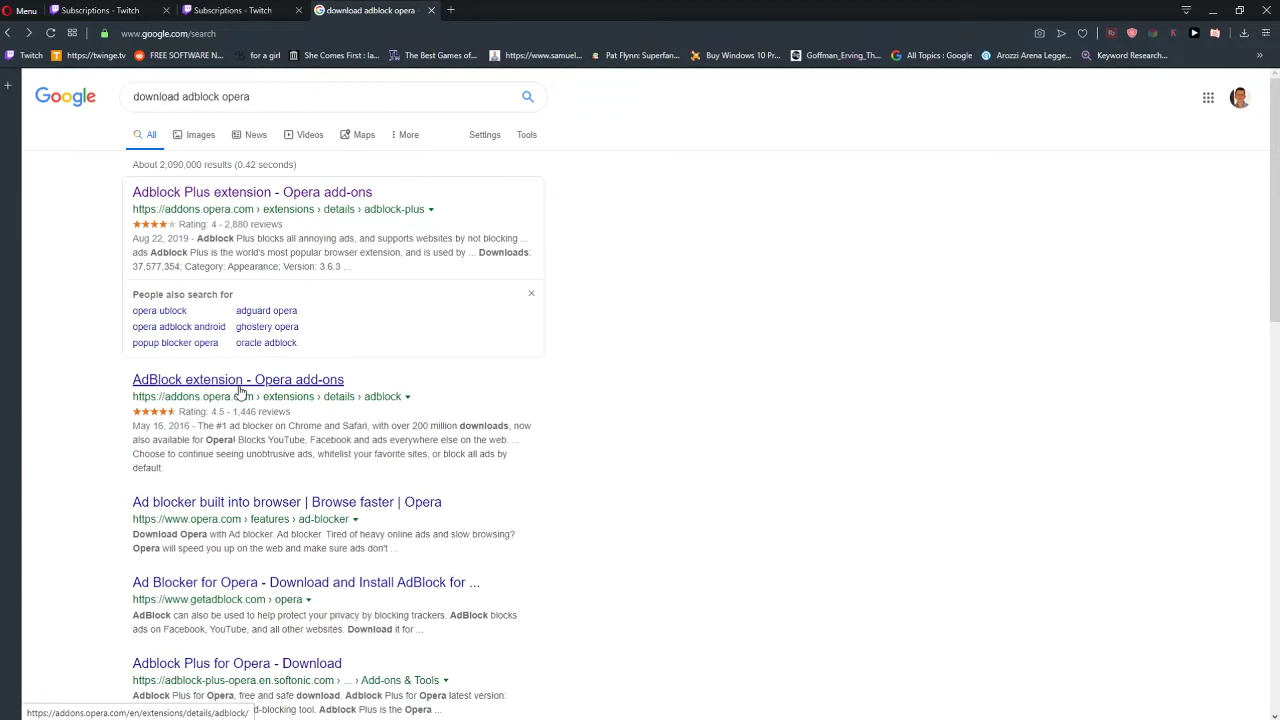 Menu
Subscriptions - Twitch
Subscriptions - Twitch
download adblock opera
www.google.com/search
Twitch
https://twinge.tv
FREE SOFTWARE N...
for a girl
She Comes First : la...
The Best Games of...
https://www.samuel...
Pat Flynn: Superfan...
Buy Windows 10 Pr...
Goffman_Erving_Th...
All Topics : Google
Arozzi Arena Legge...
Keyword Research...
Google
download adblock opera
All
Images
News
Videos
Maps
More
Settings
Tools
About 2,090,000 results (0.42 seconds)
Adblock Plus extension - Opera add-ons
https://addons.opera.com › extensions › details › adblock-plus
Rating: 4 - 2,880 reviews
Aug 22, 2019 - Adblock Plus blocks all annoying ads, and supports websites by not blocking ...
ads Adblock Plus is the world's most popular browser extension, and is used by ... Downloads:
37,577,354; Category: Appearance; Version: 3.6.3 ...
People also search for
opera ublock
adguard opera
opera adblock android
ghostery opera
popup blocker opera
oracle adblock
AdBlock extension - Opera add-ons
https://addons.opera.com › extensions › details › adblock
Rating: 4.5 - 1,446 reviews
May 16, 2016 - The #1 ad blocker on Chrome and Safari, with over 200 million downloads, now
also available for Opera! Blocks YouTube, Facebook and ads everywhere else on the web. ...
Choose to continue seeing unobtrusive ads, whitelist your favorite sites, or block all ads by
default.
Ad blocker built into browser | Browse faster | Opera
https://www.opera.com › features › ad-blocker
Download Opera with Ad blocker. Ad blocker. Tired of heavy online ads and slow browsing?
Opera will speed you up on the web and make sure ads don't ...
Ad Blocker for Opera - Download and Install AdBlock for ...
https://www.getadblock.com › opera
AdBlock can also be used to help protect your privacy by blocking trackers. AdBlock blocks
ads on Facebook, YouTube, and all other websites. Download it for ...
Adblock Plus for Opera - Download
https://adblock-plus-opera.en.softonic.com › ... › Add-ons & Tools
Adblock Plus for Opera, free and safe download. Adblock Plus for Opera latest version:
d-blocking tool. Adblock Plus is the Opera ...
https://addons.opera.com/en/extensions/details/adblock/